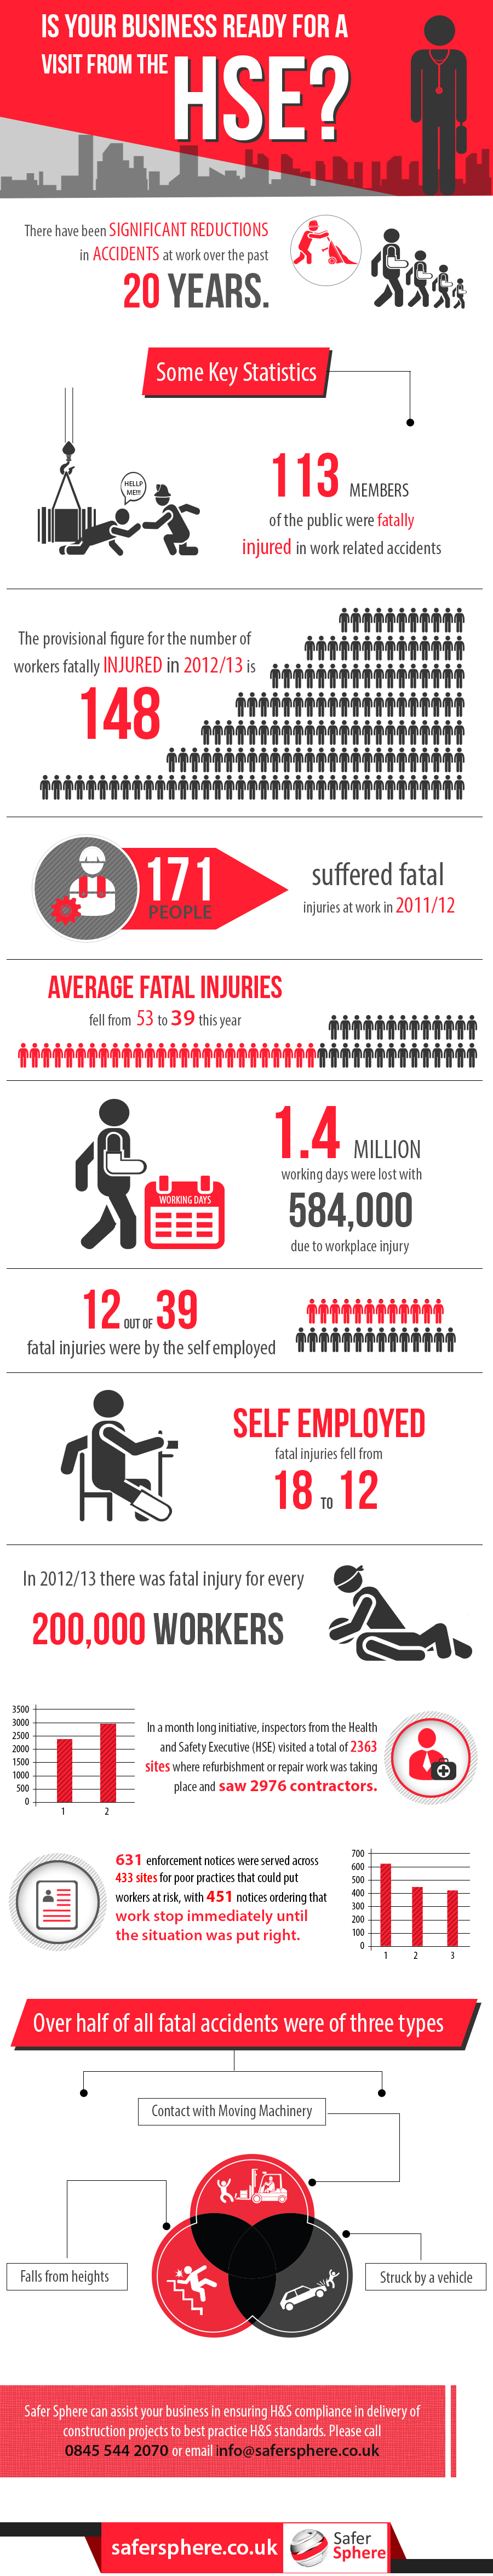 IS YOUR BUSINESS READY FOR A
VISIT FROM THE
HSE?
There have been SIGNIFICANT REDUCTIONS
in ACCIDENTS at work over the past
20 YEARS.
Some Key Statistics
HELLP
ME!!!
113 MEMBERS
of the public were fatally
injured in work related accidents
The provisional figure for the number of
workers fatally INJURED in 2012/13 is
148
171
PEOPLE
suffered fatal
injuries at work in 2011/12
AVERAGE FATAL INJURIES
fell from 53 to 39 this year
1.4 MILLION
WORKING DAYS
working days were lost with
584,000
due to workplace injury
12 OUT OF 39
fatal injuries were by the self employed
SELF EMPLOYED
fatal injuries fell from
18 TO 12
In 2012/13 there was fatal injury for every
200,000 WORKERS
3500
3000
2500
2000
1500
1000
500
0
1 2
In a month long initiative, inspectors from the Health
and Safety Executive (HSE) visited a total of 2363
sites where refurbishment or repair work was taking
place and saw 2976 contractors.
631 enforcement notices were served across
433 sites for poor practices that could put
workers at risk, with 451 notices ordering that
work stop immediately until
the situation was put right.
700
600
500
400
300
200
100
0
1 2 3
Over half of all fatal accidents were of three types
Contact with Moving Machinery
Falls from heights
Struck by a vehicle
Safer Sphere can assist your business in ensuring H&S compliance in delivery of
construction projects to best practice H&S standards. Please call
0845 544 2070 or email info@safersphere.co.uk
safersphere.co.uk
Safer
Sphere